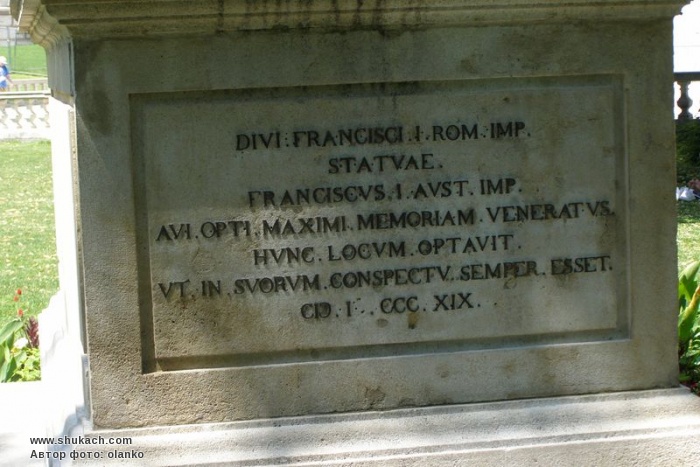 DIVI . FRANCISCI . I . ROM . IMP.
STATVAE .
FRANCISCVS . I . AVST . IMP.
AVI . OPTI . MAXIMI . MEMORIAM . VENERATVS .
HVNC . LOCVM . OPTAVIT .
VT . IN . SVORVM . CONSPECTV . SEMPER . ESSET.
CIƆ . I . . CCC . XIX .
www.shukach.com
Автор фото: olanko